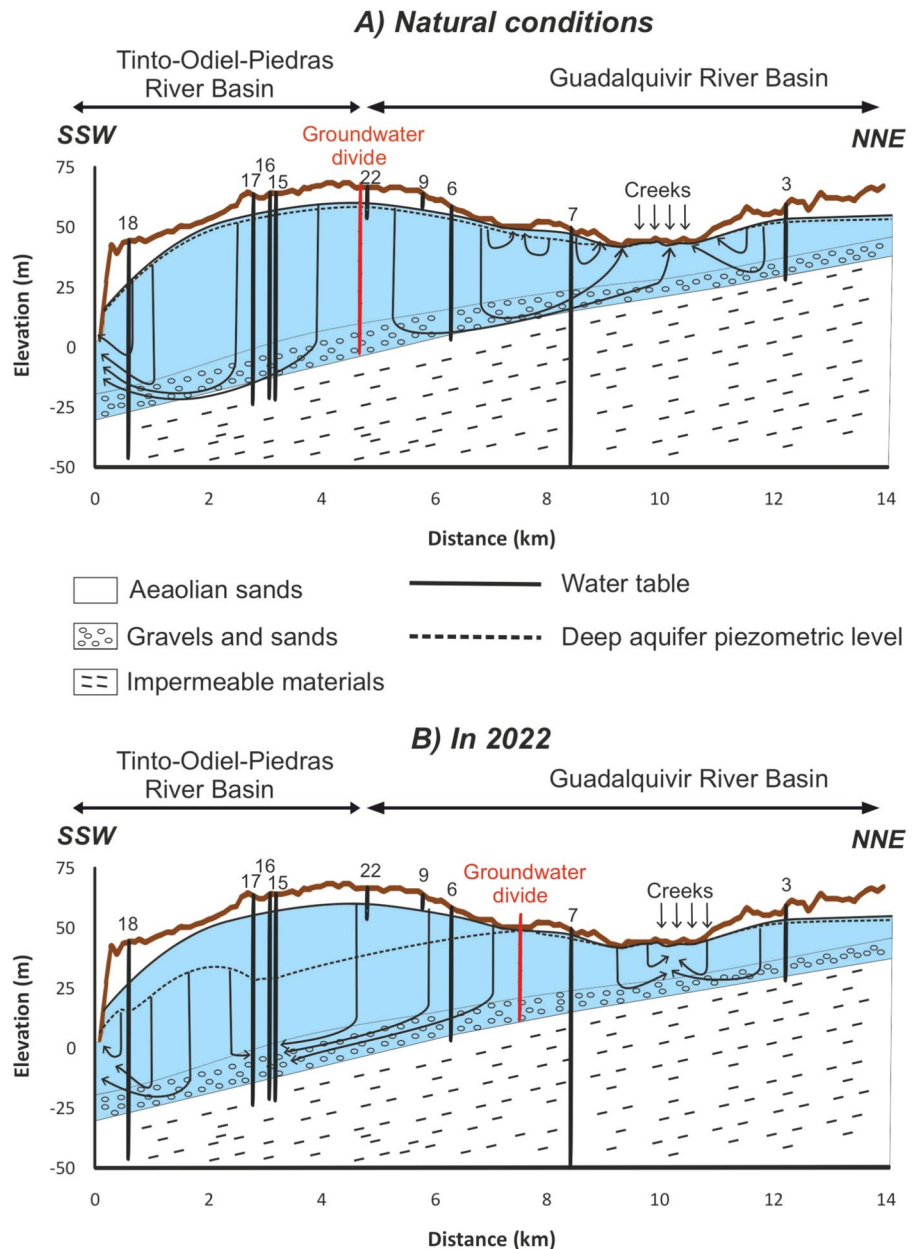 A) Natural conditions
Tinto-Odiel-Piedras
River Basin
Guadalquivir River Basin
SSW
Groundwater
divide
NNE
75
50
25
0
-25
-50
Elevation (m)
18
17
16
15
22
9
6
7
Creeks
3
0 2 4 6 8 10 12 14
Distance (km)
Aeaolian sands
Water table
Gravels and sands
Deep aquifer piezometric level
Impermeable materials
B) In 2022
Tinto-Odiel-Piedras
River Basin
Guadalquivir River Basin
SSW
NNE
75
50
25
0
-25
-50
Elevation (m)
18
17
16
15
22
9
6
Groundwater
divide
7
Creeks
3
0 2 4 6 8 10 12 14
Distance (km)